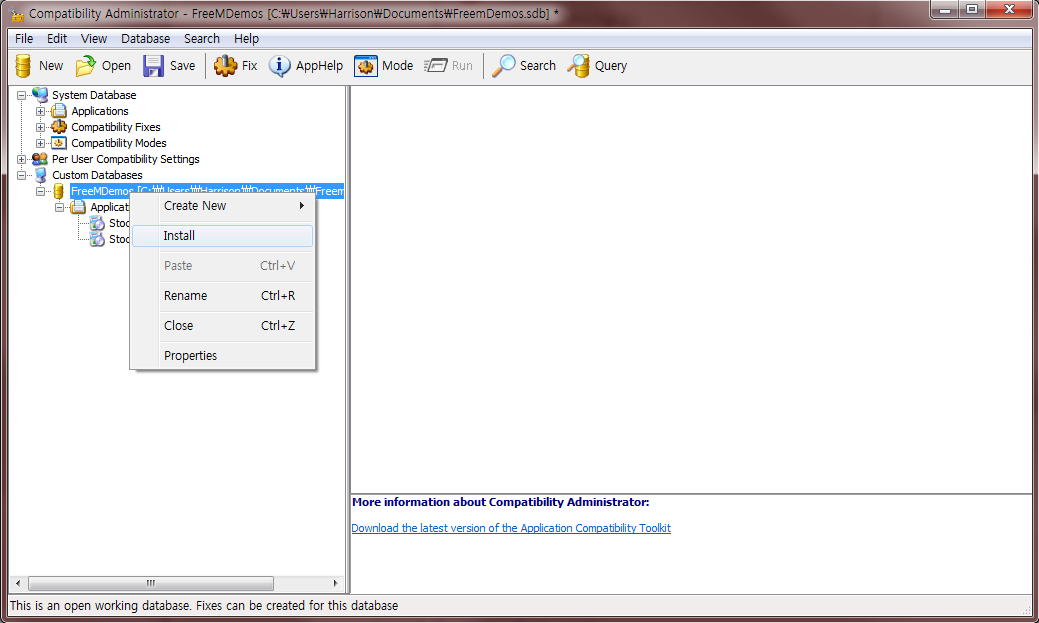 Compatibility Administrator - FreeMDemos [C:₩Users₩Harrison₩Documents₩FreemDemos.sdb] *
File Edit View Database Search Help
New Open Save Fix AppHelp Mode Run Search Query
System Database
Applications
Compatibility Fixes
Compatibility Modes
Per User Compatibility Settings
Custom Databases
FreeMDemos [C:₩Users₩Harrison₩Documents₩Freem
Create New
Install
Paste Ctrl+V
Rename Ctrl+R
Close Ctrl+Z
Properties
More information about Compatibility Administrator:
Download the latest version of the Application Compatibility Toolkit
This is an open working database. Fixes can be created for this database